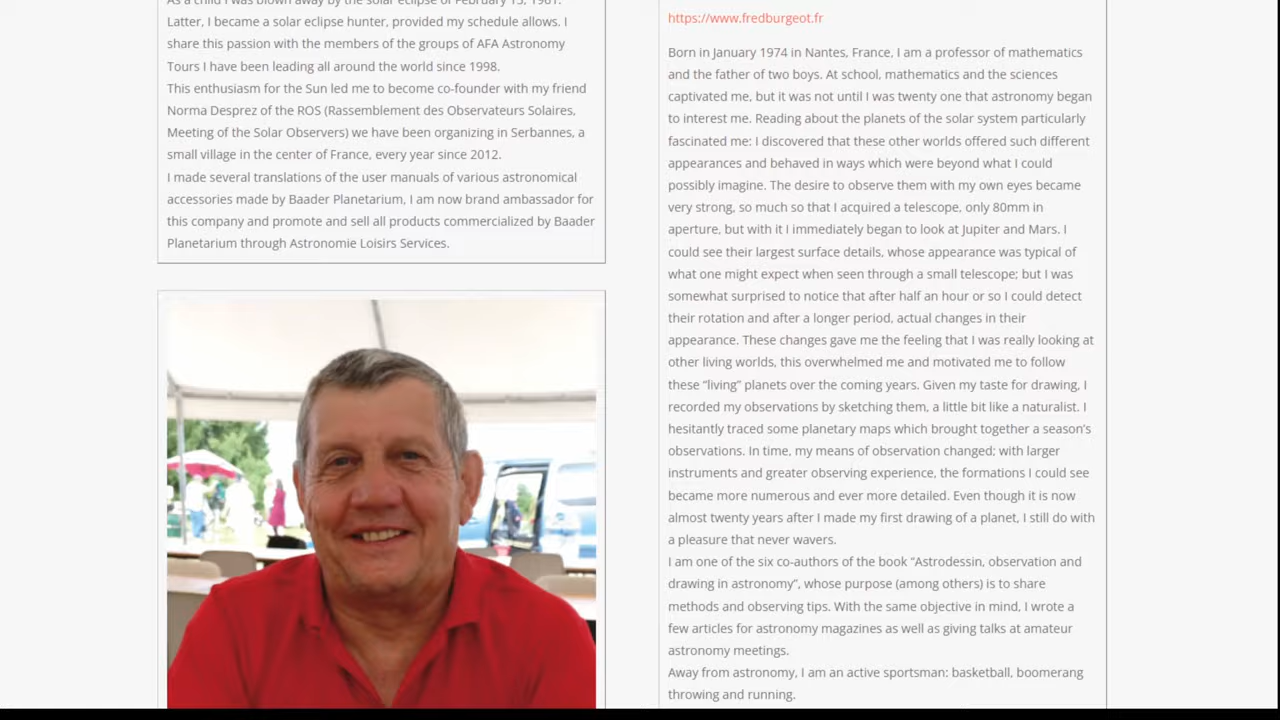 Latter, I became a solar eclipse hunter, provided my schedule allows. I
share this passion with the members of the groups of AFA Astronomy
Tours I have been leading all around the world since 1998.
This enthusiasm for the Sun led me to become co-founder with my friend
Norma Desprez of the ROS (Rassemblement des Observateurs Solaires,
Meeting of the Solar Observers) we have been organizing in Serbannes, a
small village in the center of France, every year since 2012.
I made several translations of the user manuals of various astronomical
accessories made by Baader Planetarium, I am now brand ambassador for
this company and promote and sell all products commercialized by Baader
Planetarium through Astronomie Loisirs Services.
https://www.fredburgeot.fr
Born in January 1974 in Nantes, France, I am a professor of mathematics
and the father of two boys. At school, mathematics and the sciences
captivated me, but it was not until I was twenty one that astronomy began
to interest me. Reading about the planets of the solar system particularly
fascinated me: I discovered that these other worlds offered such different
appearances and behaved in ways which were beyond what I could
possibly imagine. The desire to observe them with my own eyes became
very strong, so much so that I acquired a telescope, only 80mm in
aperture, but with it I immediately began to look at Jupiter and Mars. I
could see their largest surface details, whose appearance was typical of
what one might expect when seen through a small telescope; but I was
somewhat surprised to notice that after half an hour or so I could detect
their rotation and after a longer period, actual changes in their
appearance. These changes gave me the feeling that I was really looking at
other living worlds, this overwhelmed me and motivated me to follow
these “living” planets over the coming years. Given my taste for drawing, I
recorded my observations by sketching them, a little bit like a naturalist. I
hesitantly traced some planetary maps which brought together a season’s
observations. In time, my means of observation changed; with larger
instruments and greater observing experience, the formations I could see
became more numerous and ever more detailed. Even though it is now
almost twenty years after I made my first drawing of a planet, I still do with
a pleasure that never wavers.
I am one of the six co-authors of the book “Astrodessin, observation and
drawing in astronomy”, whose purpose (among others) is to share
methods and observing tips. With the same objective in mind, I wrote a
few articles for astronomy magazines as well as giving talks at amateur
astronomy meetings.
Away from astronomy, I am an active sportsman: basketball, boomerang
throwing and running.